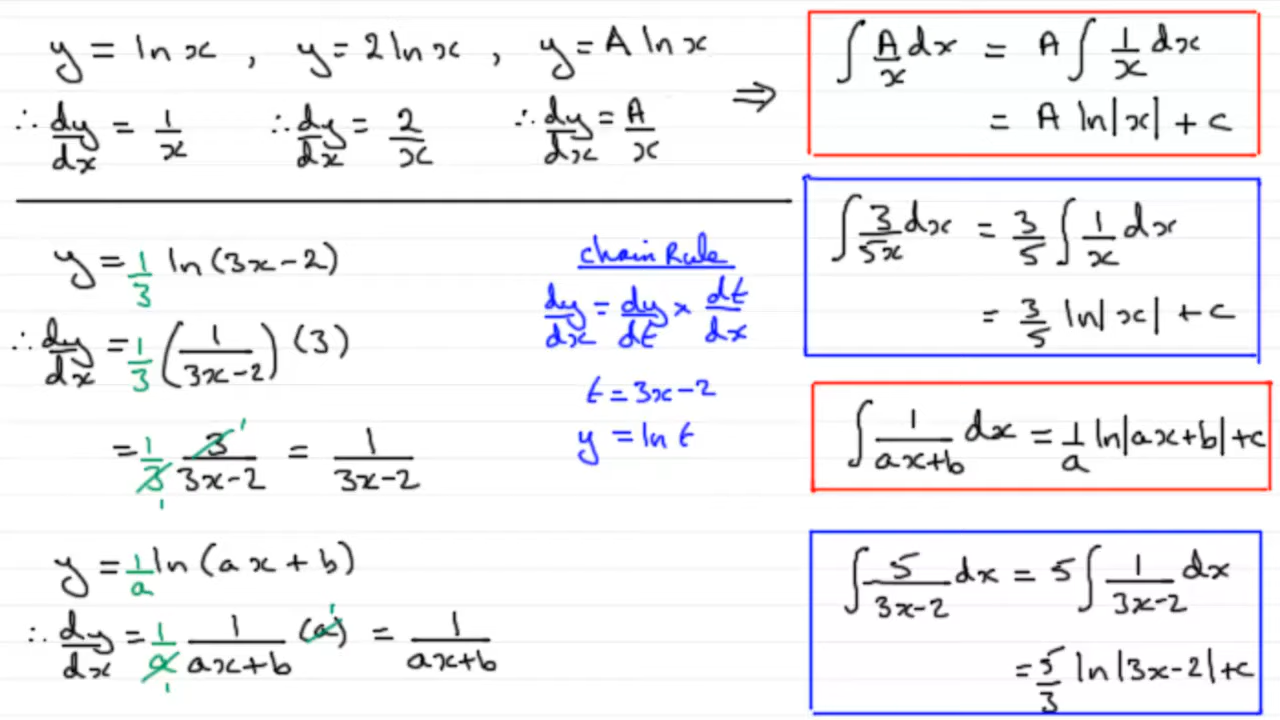 y = ln x , y = 2 ln x , y = A ln x
∴ dy/dx = 1/x ∴ dy/dx = 2/x ∴ dy/dx = A/x ⇒
∫ A/x dx = A ∫ 1/x dx
= A ln|x| + c
y = 1/3 ln(3x-2)
∴ dy/dx = 1/3 (1/(3x-2)) (3)
= 1/3 3/(3x-2) = 1/(3x-2)
1 1
Chain Rule
dy/dx = dy/dt × dt/dx
t = 3x-2
y = ln t
∫ 3/5x dx = 3/5 ∫ 1/x dx
= 3/5 ln|x| + c
∫ 1/(ax+b) dx = 1/a ln|ax+b| + c
y = 1/a ln(ax+b)
∴ dy/dx = 1/a 1/(ax+b) (a) = 1/(ax+b)
1 1
∫ 5/(3x-2) dx = 5 ∫ 1/(3x-2) dx
= 5/3 ln|3x-2| + c